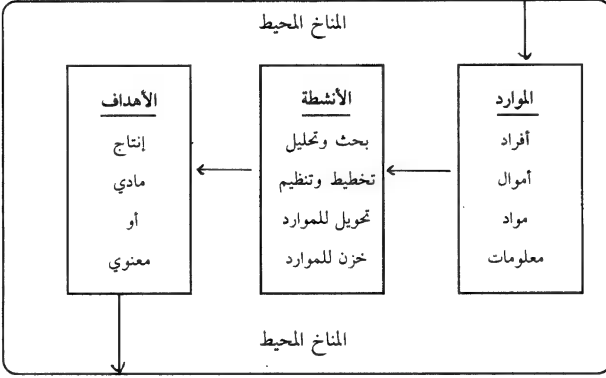 المناخ المحيط
الموارد
أفراد
أموال
مواد
معلومات
الأنشطة
بحث وتحليل
تخطيط وتنظيم
تحويل للموارد
خزن للموارد
الأهداف
إنتاج
مادي
أو
معنوي
المناخ المحيط